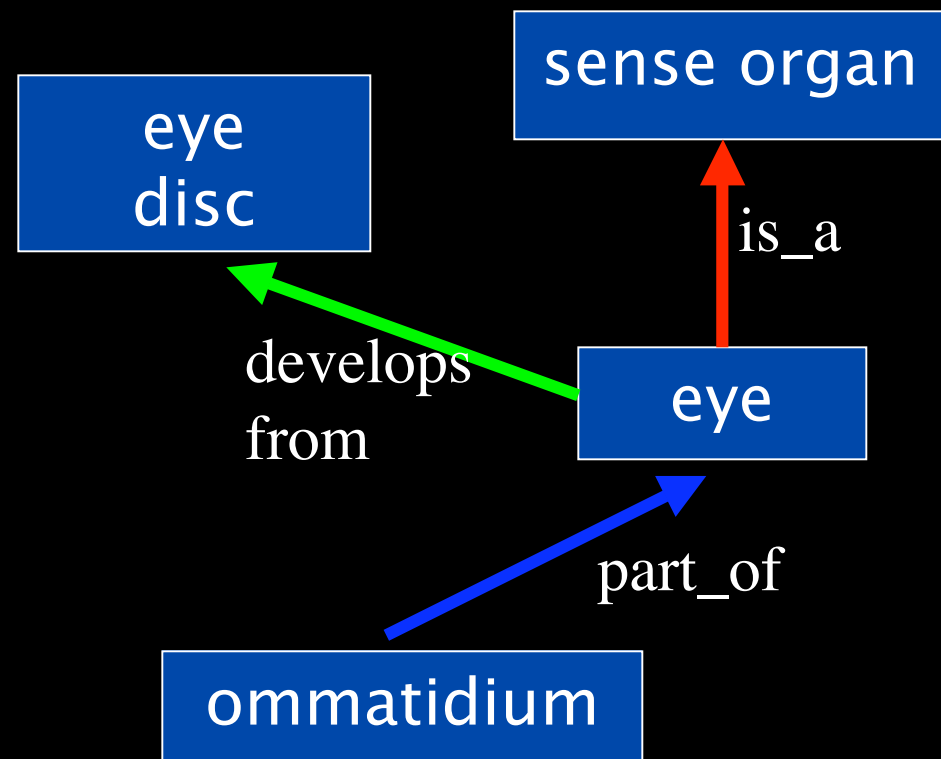 sense organ
eye
disc
is_a
develops
from
eye
part_of
ommatidium